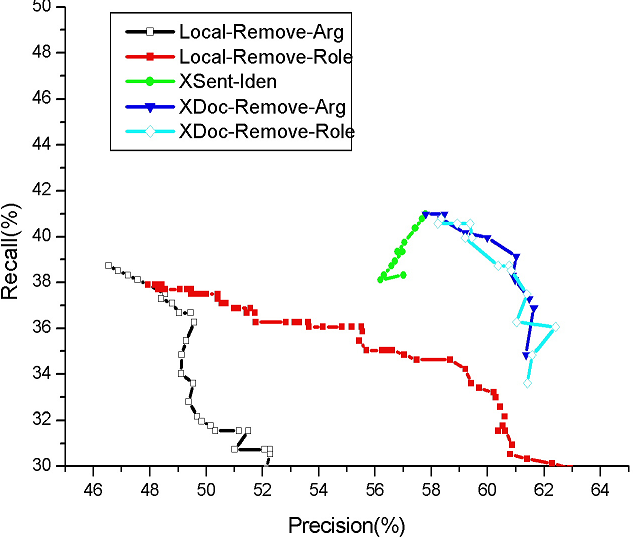 50
48
46
44
42
40
38
36
34
32
30
Recall(%)
Local-Remove-Arg
Local-Remove-Role
XSent-Iden
XDoc-Remove-Arg
XDoc-Remove-Role
46 48 50 52 54 56 58 60 62 64
Precision(%)